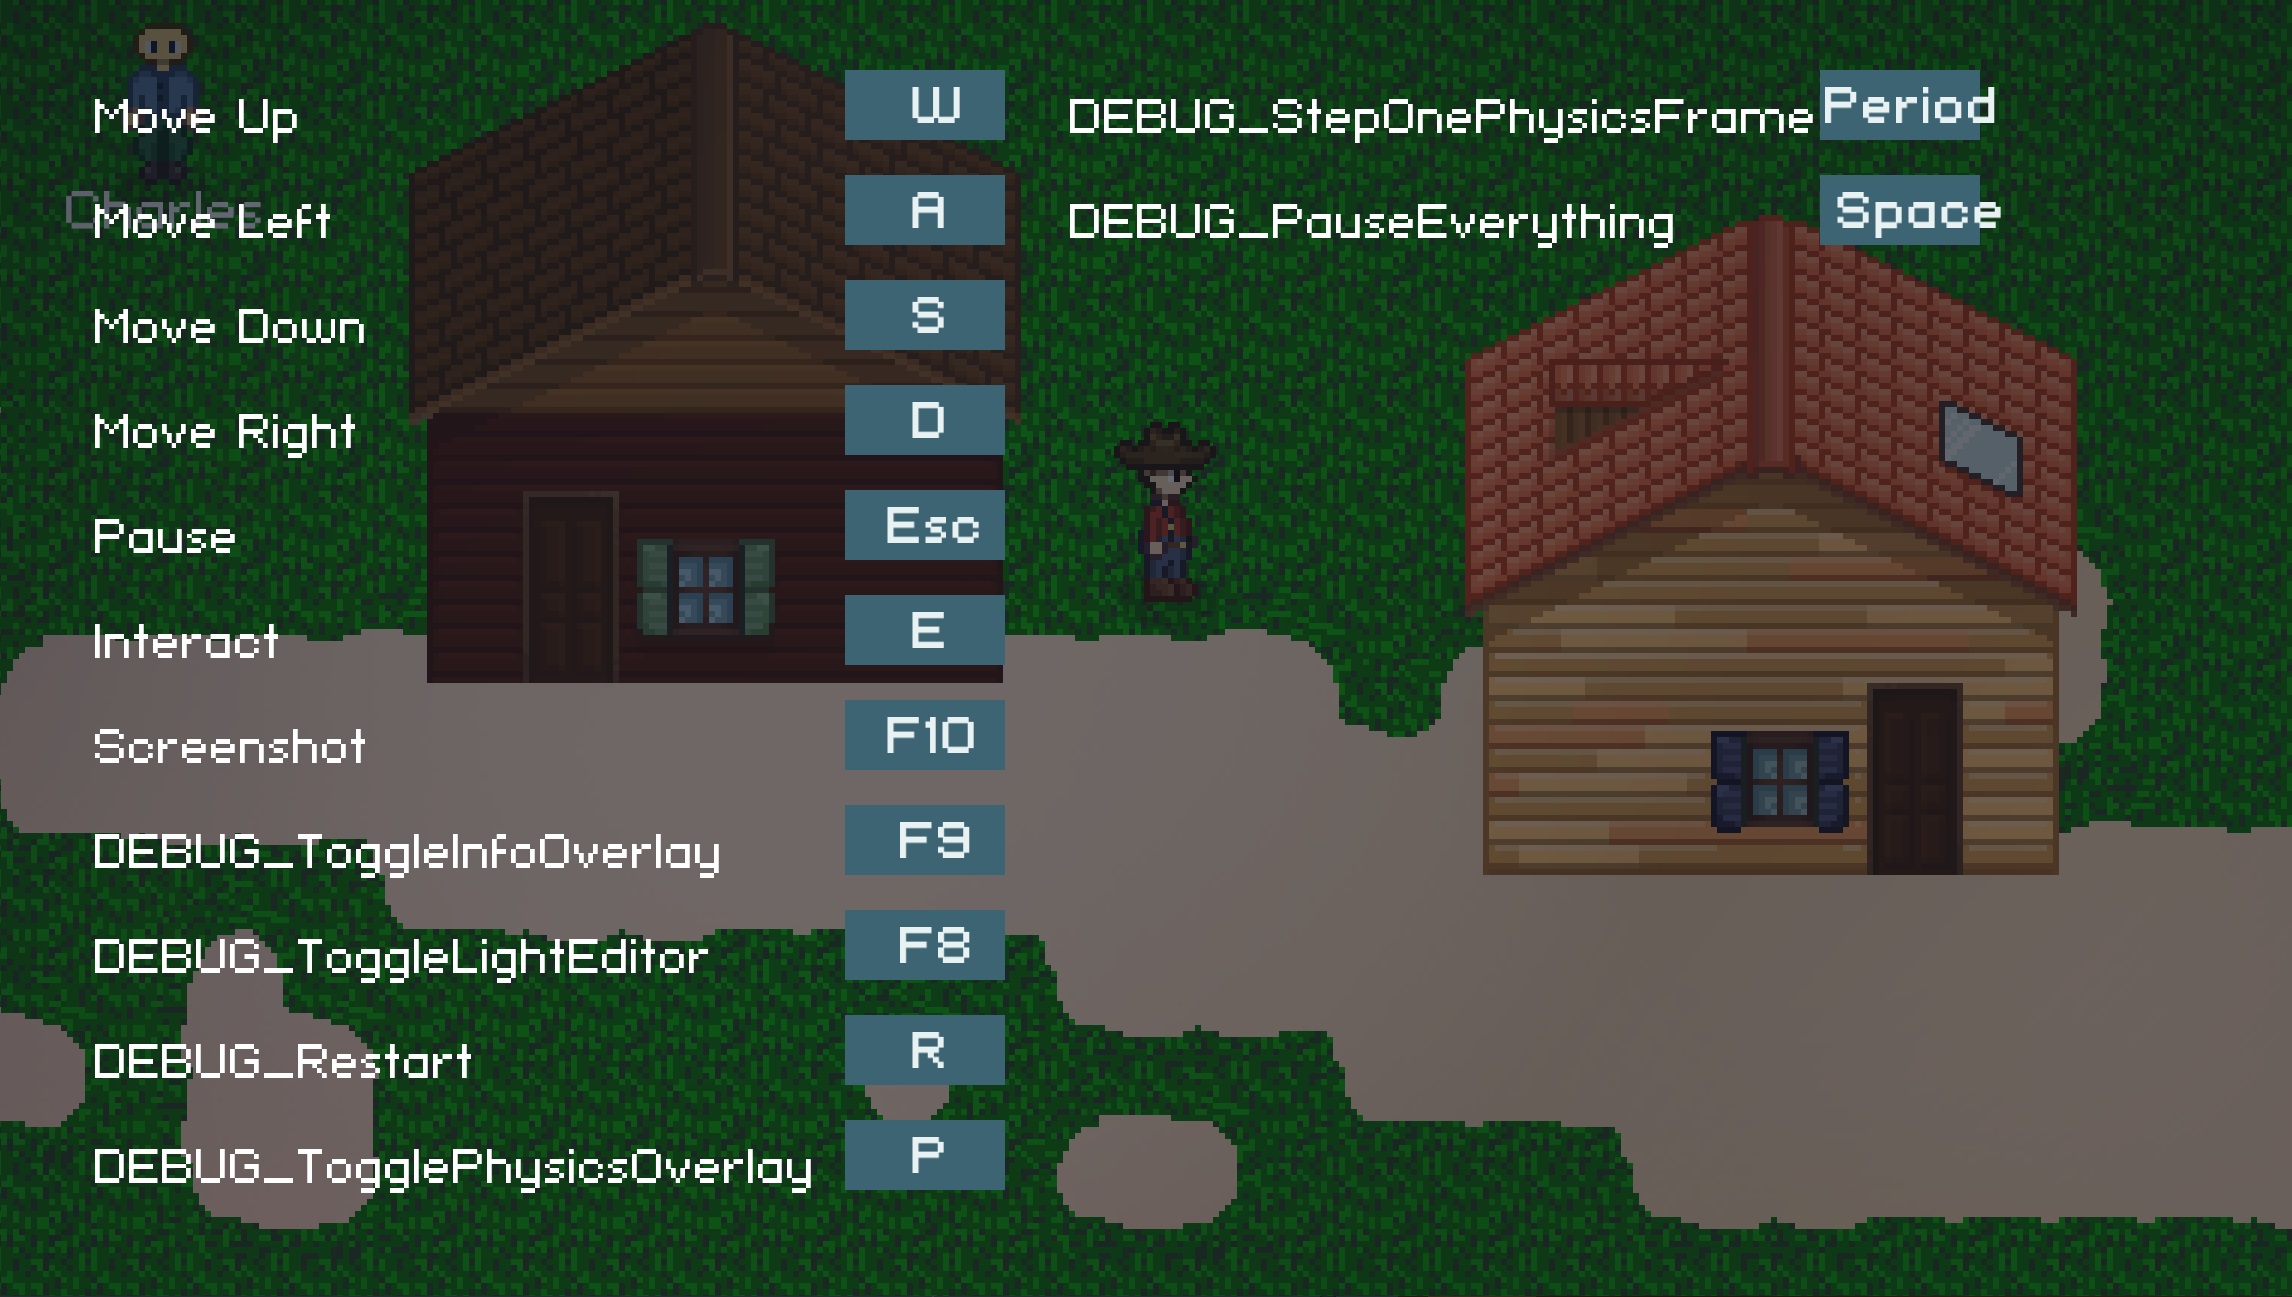 Move Up W
Charles
Move Left A
Move Down S
Move Right D
Pause Esc
Interact E
Screenshot F10
DEBUG_ToggleInfoOverlay F9
DEBUG_ToggleLightEditor F8
DEBUG_Restart R
DEBUG_TogglePhysicsOverlay P
DEBUG_StepOnePhysicsFrame Period
DEBUG_PauseEverything Space